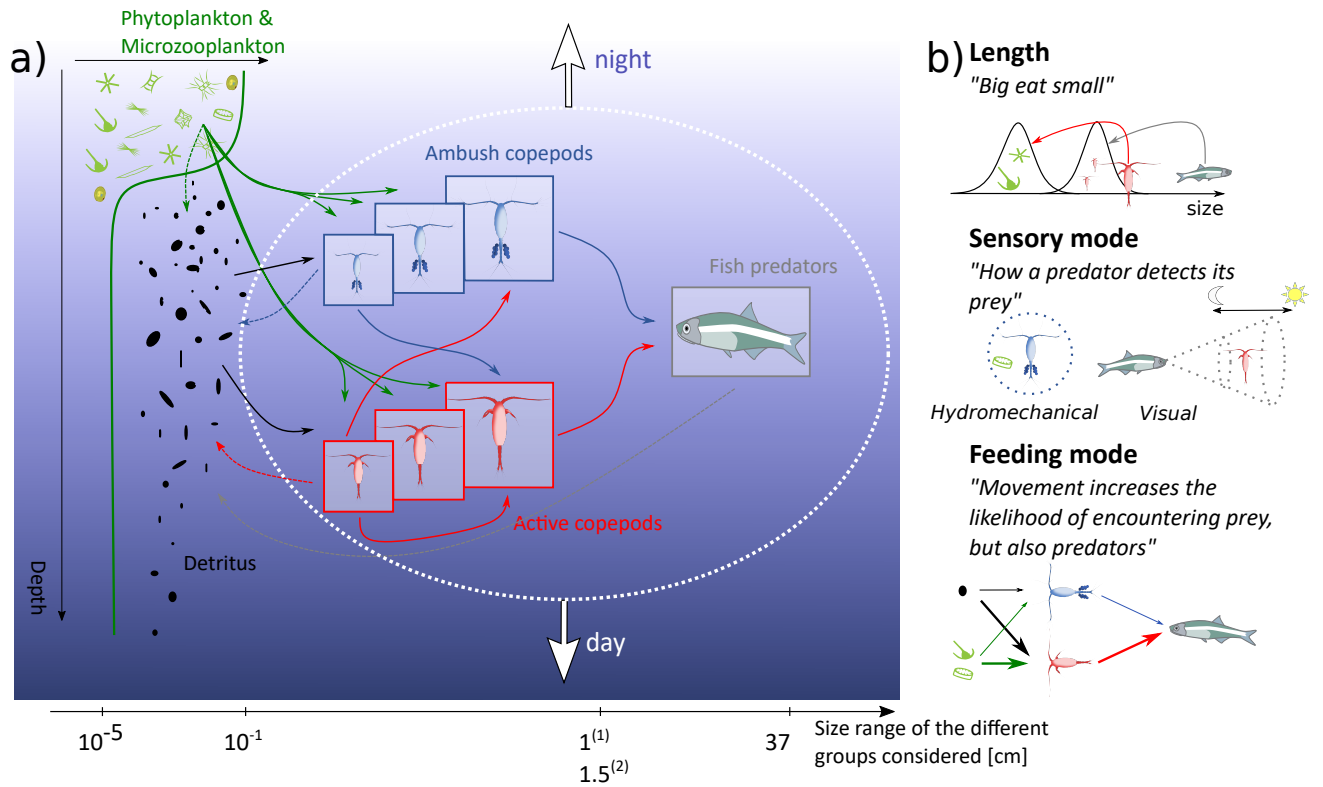 a)
Phytoplankton &
Microzooplankton
night
Ambush copepods
Fish predators
Active copepods
Detritus
Depth
day
10^-5
10^-1
1^(1)
1.5^(2)
37
Size range of the different
groups considered [cm]
b)
Length
"Big eat small"
size
Sensory mode
"How a predator detects its
prey"
Hydromechanical
Visual
Feeding mode
"Movement increases the
likelihood of encountering prey,
but also predators"